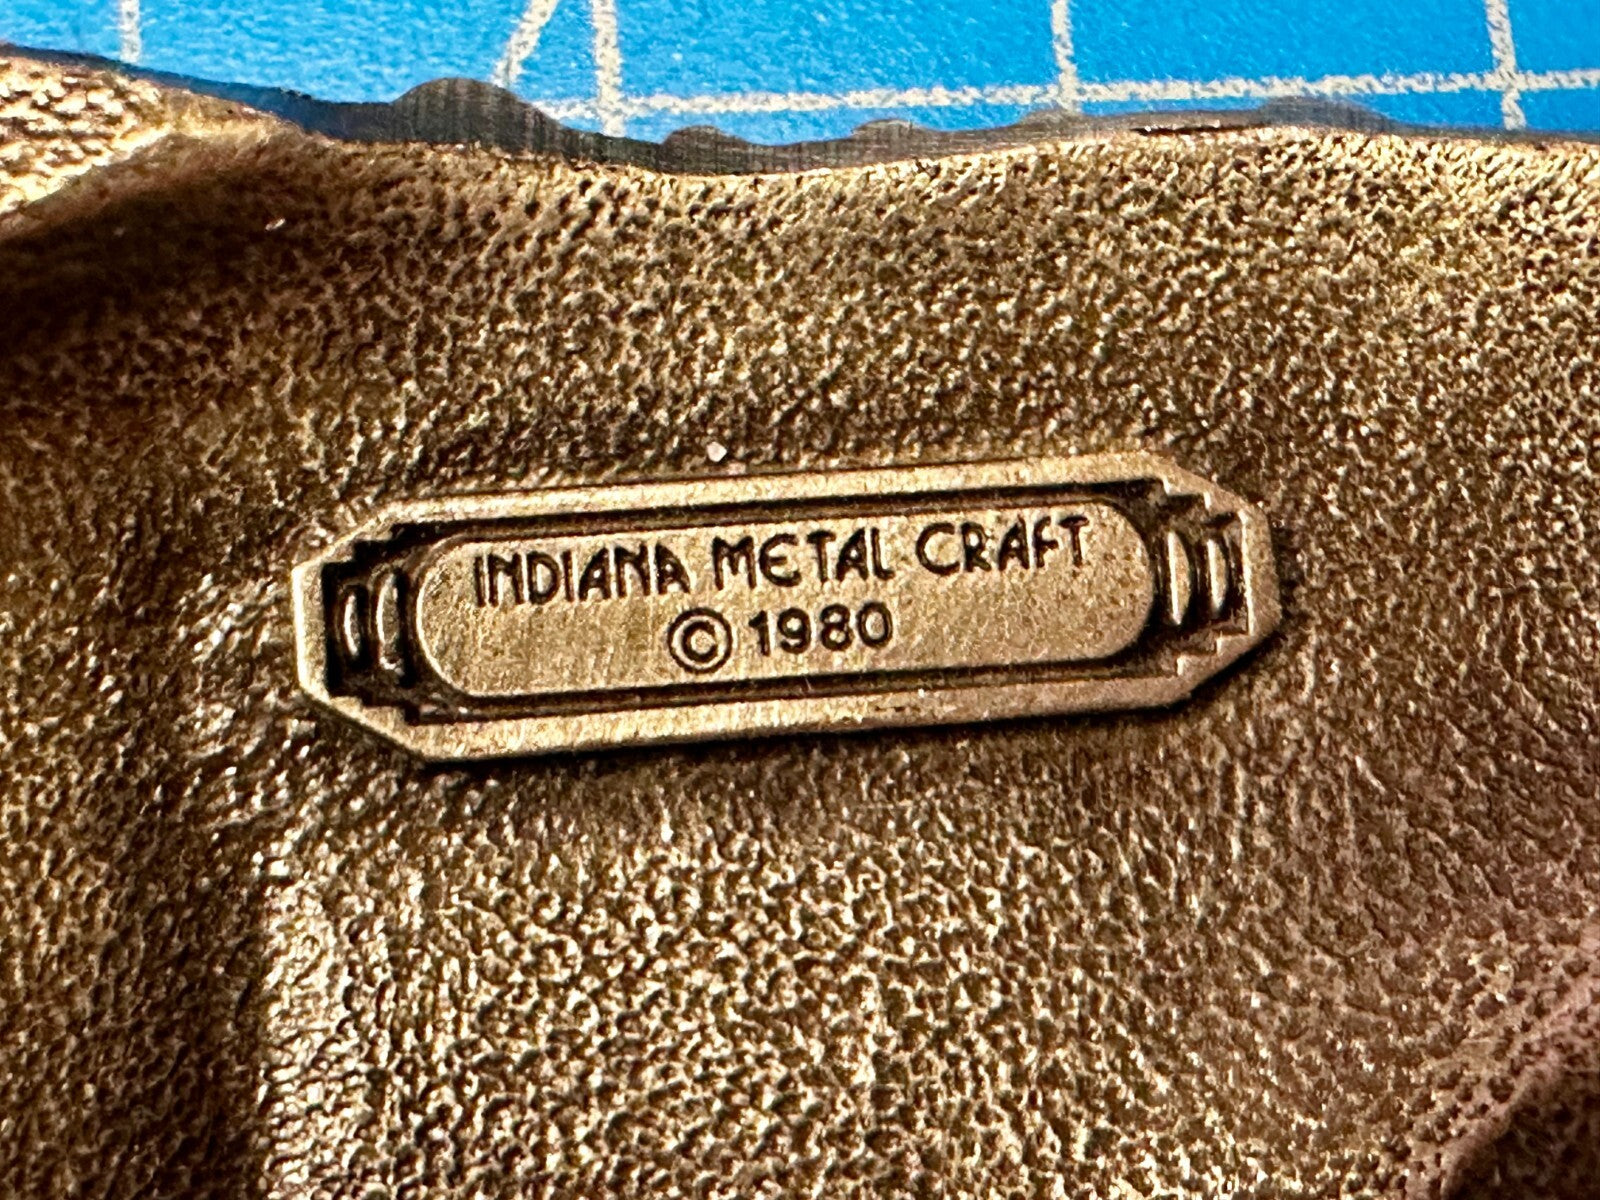 INDIANA METAL CRAFT
© 1980